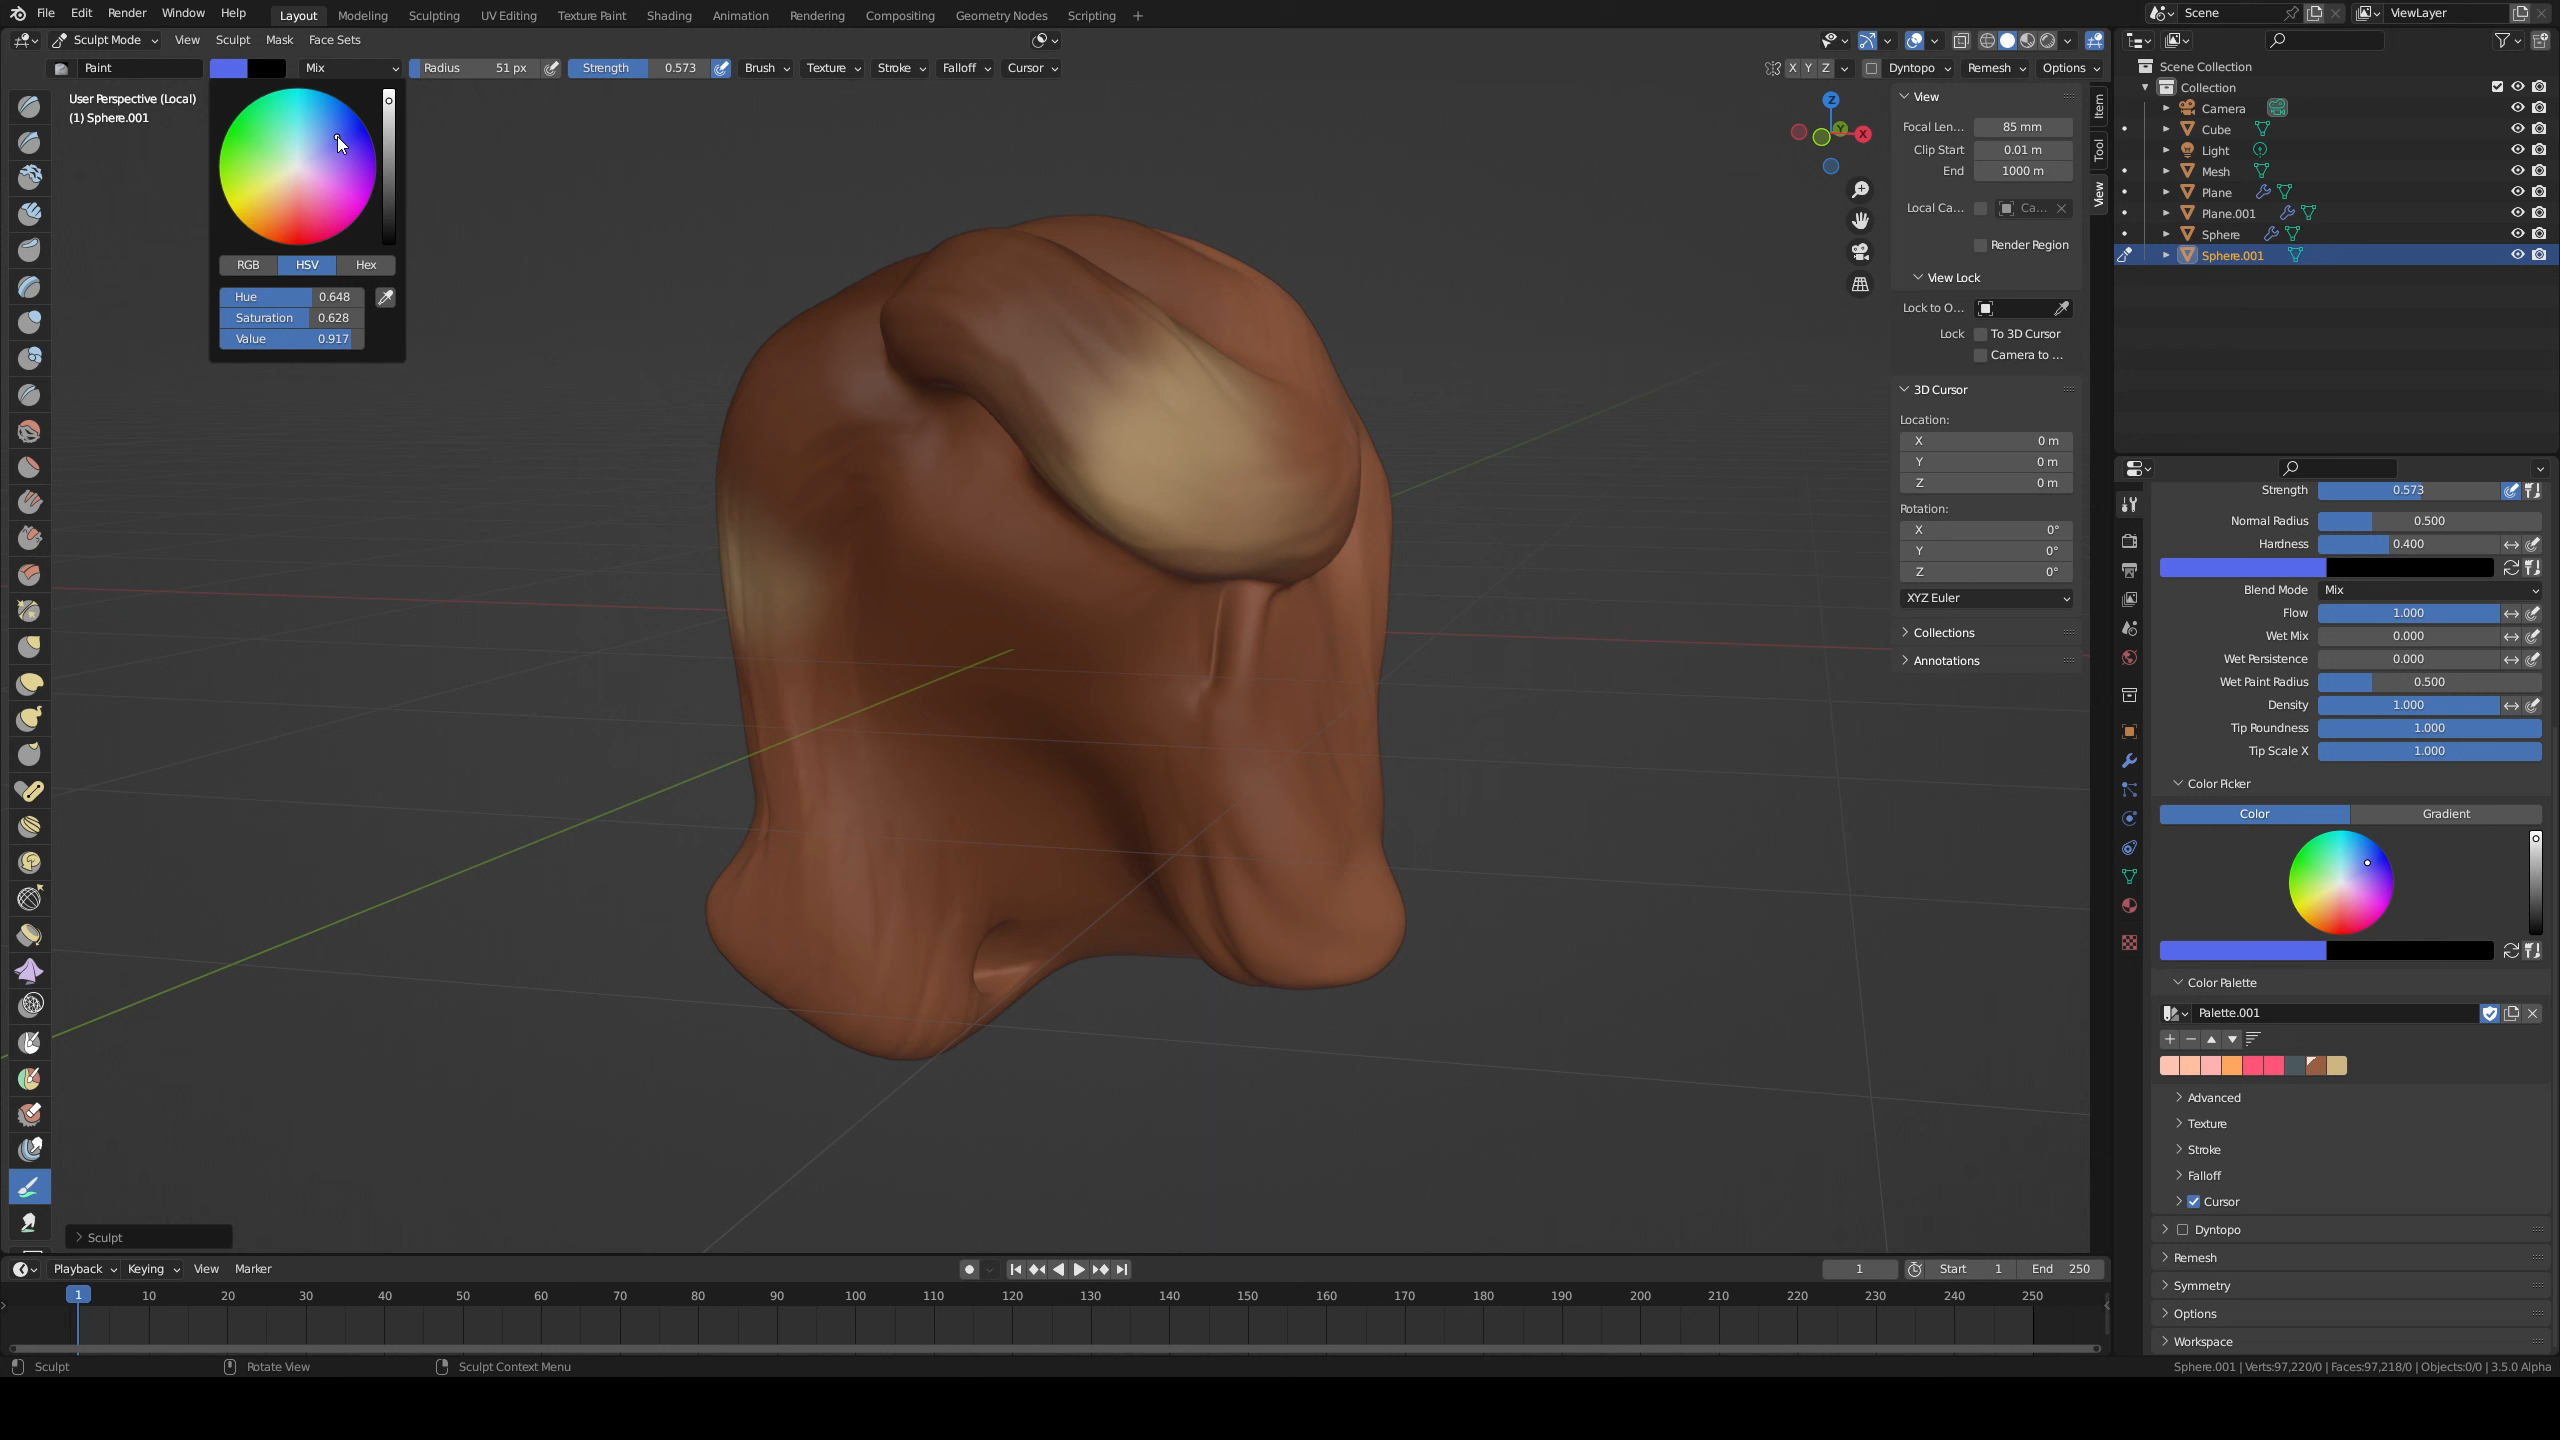 File Edit Render Window Help Layout Modeling Sculpting UV Editing Texture Paint Shading Animation Rendering Compositing Geometry Nodes Scripting + Scene ViewLayer
Sculpt Mode View Sculpt Mask Face Sets
Paint Mix Radius 51 px Strength 0.573 Brush Texture Stroke Falloff Cursor X Y Z Dyntopo Remesh Options
User Perspective (Local)
(1) Sphere.001
RGB HSV Hex
Hue 0.648
Saturation 0.628
Value 0.917
Z
Y
X
View
Focal Len... 85 mm
Clip Start 0.01 m
End 1000 m
Local Ca... Ca...
Render Region
View Lock
Lock to O...
Lock To 3D Cursor
Camera to ...
3D Cursor
Location:
X 0 m
Y 0 m
Z 0 m
Rotation:
X 0°
Y 0°
Z 0°
XYZ Euler
Collections
Annotations
Item
Tool
View
Scene Collection
Collection
Camera
Cube
Light
Mesh
Plane
Plane.001
Sphere
Sphere.001
Strength 0.573
Normal Radius 0.500
Hardness 0.400
Blend Mode Mix
Flow 1.000
Wet Mix 0.000
Wet Persistence 0.000
Wet Paint Radius 0.500
Density 1.000
Tip Roundness 1.000
Tip Scale X 1.000
Color Picker
Color Gradient
Color Palette
Palette.001
Advanced
Texture
Stroke
Falloff
Cursor
Dyntopo
Remesh
Symmetry
Options
Workspace
Sculpt
Playback Keying View Marker 1 Start 1 End 250
1 10 20 30 40 50 60 70 80 90 100 110 120 130 140 150 160 170 180 190 200 210 220 230 240 250
Sculpt Rotate View Sculpt Context Menu Sphere.001 | Verts:97,220/0 | Faces:97,218/0 | Objects:0/0 | 3.5.0 Alpha